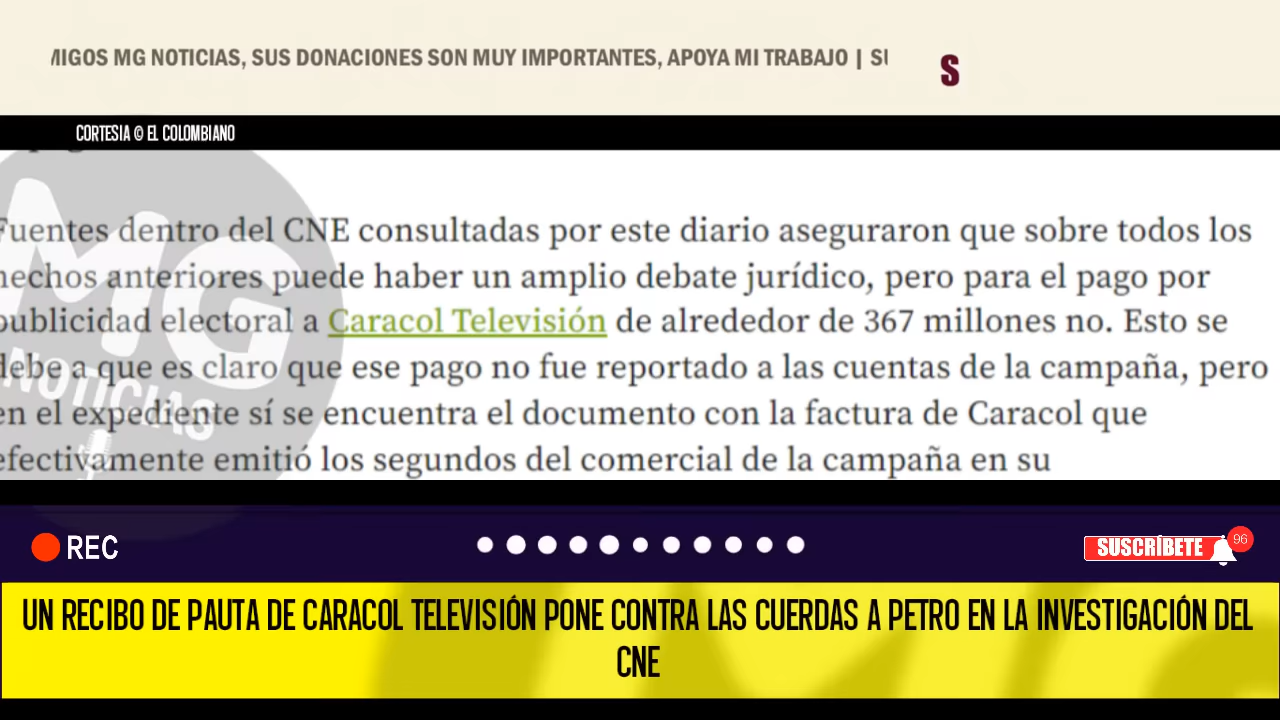 MIGOS MG NOTICIAS, SUS DONACIONES SON MUY IMPORTANTES, APOYA MI TRABAJO | SU
S
CORTESIA © EL COLOMBIANO
Fuentes dentro del CNE consultadas por este diario aseguraron que sobre todos los
hechos anteriores puede haber un amplio debate jurídico, pero para el pago por
publicidad electoral a Caracol Televisión de alrededor de 367 millones no. Esto se
debe a que es claro que ese pago no fue reportado a las cuentas de la campaña, pero
en el expediente sí se encuentra el documento con la factura de Caracol que
efectivamente emitió los segundos del comercial de la campaña en su
MG
NOTICIAS
REC
SUSCRÍBETE
96
UN RECIBO DE PAUTA DE CARACOL TELEVISIÓN PONE CONTRA LAS CUERDAS A PETRO EN LA INVESTIGACIÓN DEL
CNE